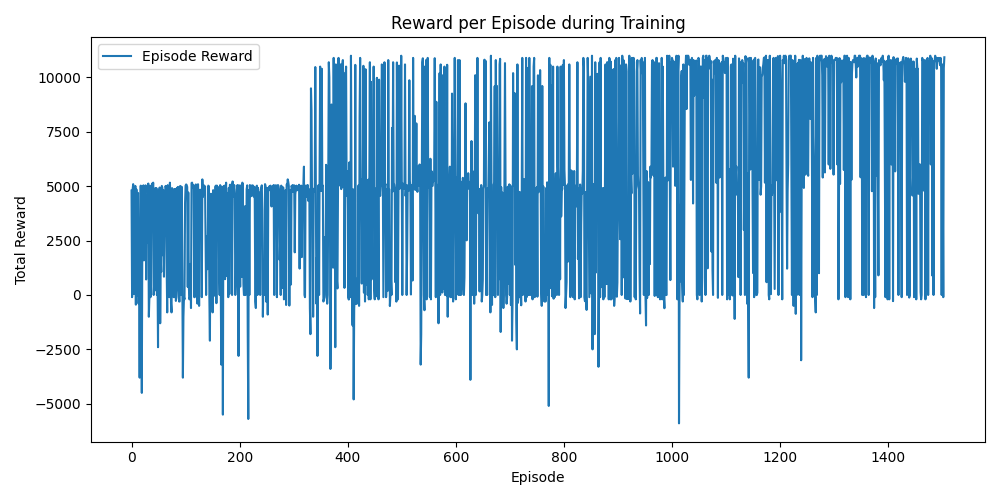 Reward per Episode during Training
Episode Reward
10000
7500
5000
2500
0
−2500
−5000
Total Reward
0 200 400 600 800 1000 1200 1400
Episode